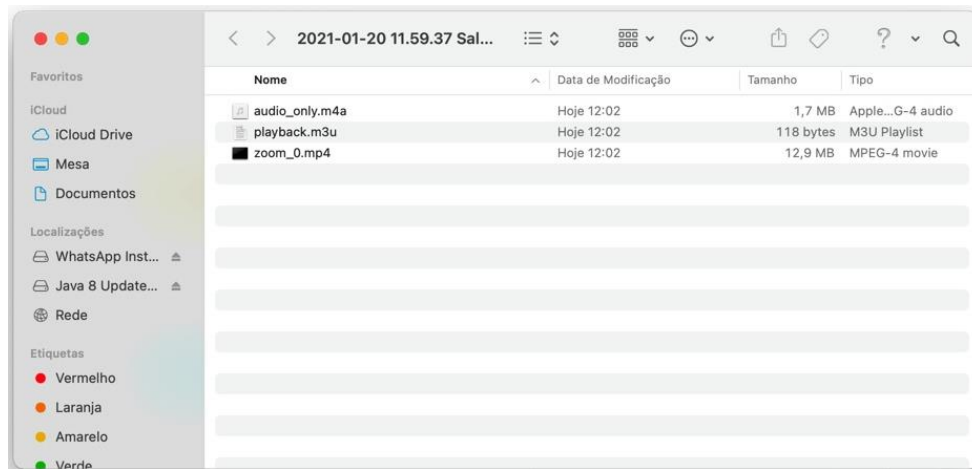 2021-01-20 11.59.37 Sal...
Favoritos
iCloud
iCloud Drive
Mesa
Documentos
Localizações
WhatsApp Inst...
Java 8 Update...
Rede
Etiquetas
Vermelho
Laranja
Amarelo
Verde
Nome Data de Modificação Tamanho Tipo
audio_only.m4a Hoje 12:02 1,7 MB Apple...G-4 audio
playback.m3u Hoje 12:02 118 bytes M3U Playlist
zoom_0.mp4 Hoje 12:02 12,9 MB MPEG-4 movie